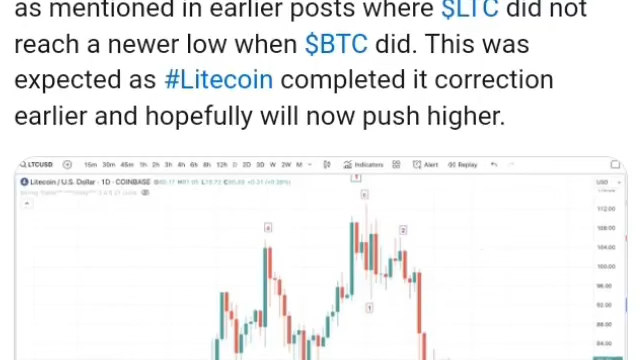 as mentioned in earlier posts where $LTC did not
reach a newer low when $BTC did. This was
expected as #Litecoin completed it correction
earlier and hopefully will now push higher.
LTCUSD 15m 30m 45m 1h 2h 3h 4h 6h 8h 12h D 2D 3D W 2W M Indicators Alert Replay
Litecoin / U.S. Dollar · 1D · COINBASE
USD
112.00
108.00
104.00
100.00
96.00
92.00
88.00
84.00